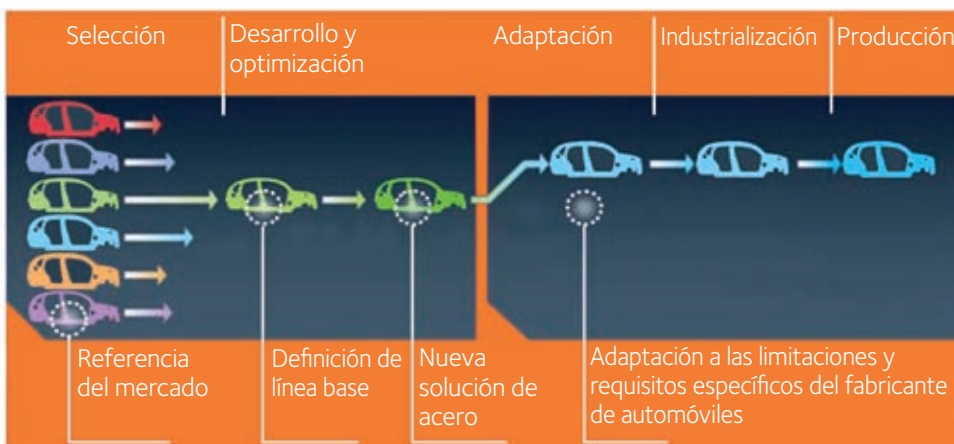 Selección
Desarrollo y
optimización
Adaptación
Industrialización
Producción
Referencia
del mercado
Definición de
línea base
Nueva
solución de
acero
Adaptación a las limitaciones y
requisitos específicos del fabricante
de automóviles